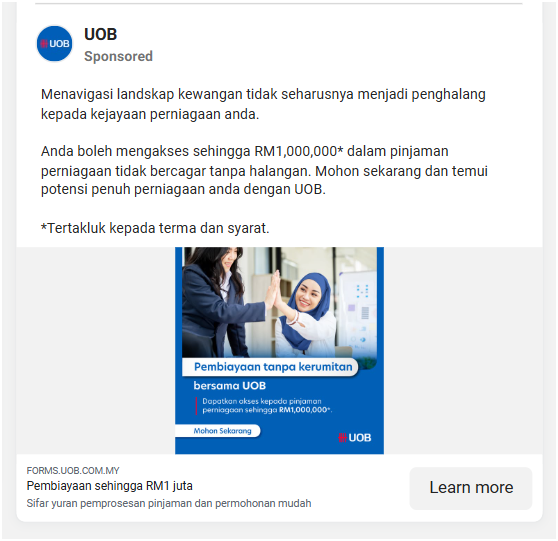 UOB
UOB
Sponsored
Menavigasi landskap kewangan tidak seharusnya menjadi penghalang
kepada kejayaan perniagaan anda.
Anda boleh mengakses sehingga RM1,000,000* dalam pinjaman
perniagaan tidak bercagar tanpa halangan. Mohon sekarang dan temui
potensi penuh perniagaan anda dengan UOB.
*Tertakluk kepada terma dan syarat.
Pembiayaan tanpa kerumitan
bersama UOB
Dapatkan akses kepada pinjaman
perniagaan sehingga RM1,000,000*.
Mohon Sekarang
UOB
FORMS.UOB.COM.MY
Pembiayaan sehingga RM1 juta
Sifar yuran pemprosesan pinjaman dan permohonan mudah
Learn more